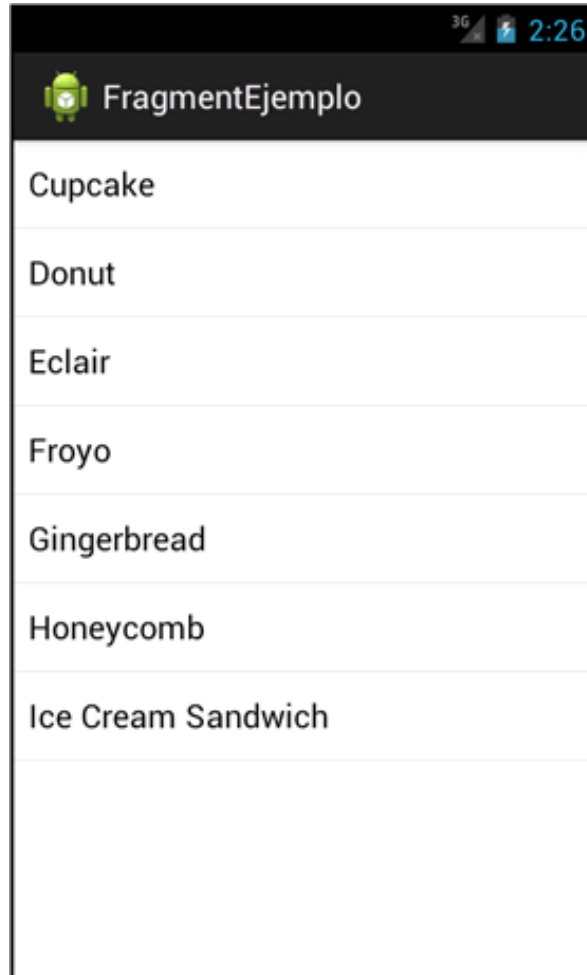 3G 2:26
FragmentEjemplo
Cupcake
Donut
Eclair
Froyo
Gingerbread
Honeycomb
Ice Cream Sandwich